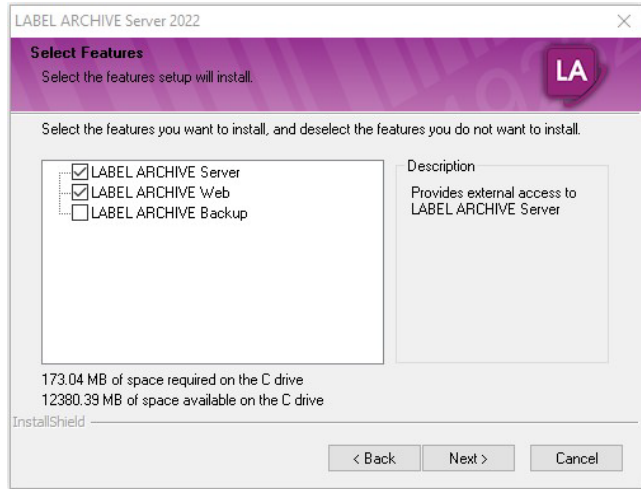 LABEL ARCHIVE Server 2022
Select Features
Select the features setup will install.
LA
Select the features you want to install, and deselect the features you do not want to install.
LABEL ARCHIVE Server
LABEL ARCHIVE Web
LABEL ARCHIVE Backup
Description
Provides external access to
LABEL ARCHIVE Server
173.04 MB of space required on the C drive
12380.39 MB of space available on the C drive
InstallShield
< Back
Next >
Cancel